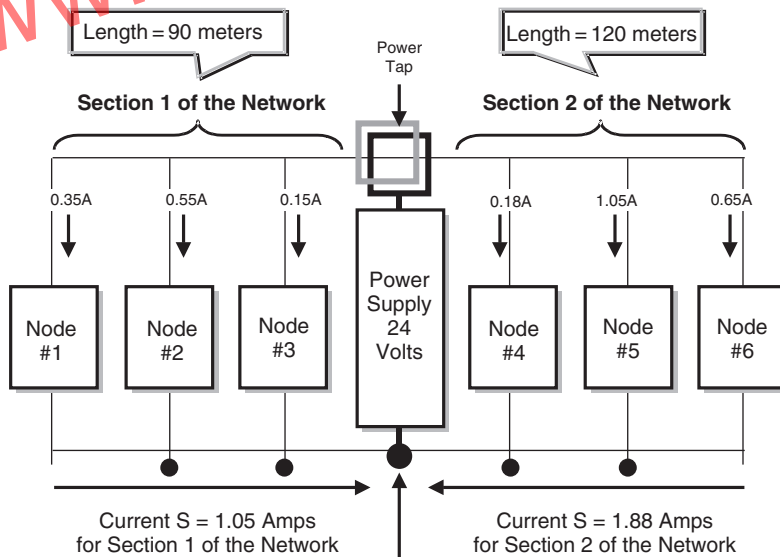 WW
Length = 90 meters
Power
Tap
Length = 120 meters
Section 1 of the Network
Section 2 of the Network
0.35A
0.55A
0.15A
0.18A
1.05A
0.65A
Node
#1
Node
#2
Node
#3
Power
Supply
24
Volts
Node
#4
Node
#5
Node
#6
Current S = 1.05 Amps
for Section 1 of the Network
Current S = 1.88 Amps
for Section 2 of the Network